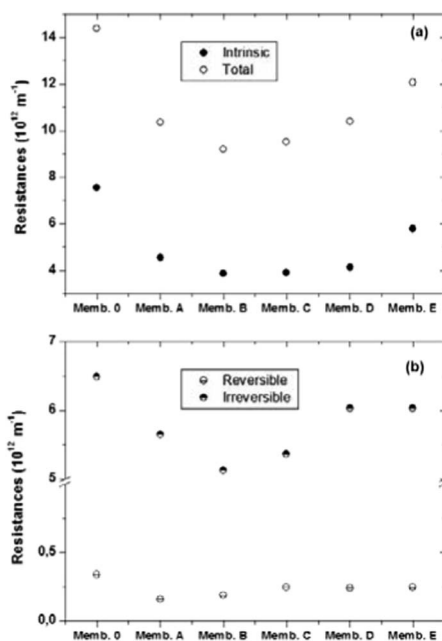 (a)
Intrinsic
Total
14
12
10
8
6
4
Resistances (10¹² m⁻¹)
Memb. 0 Memb. A Memb. B Memb. C Memb. D Memb. E
(b)
Reversible
Irreversible
7
6
5
0,5
0,0
Resistances (10¹² m⁻¹)
Memb. 0 Memb. A Memb. B Memb. C Memb. D Memb. E